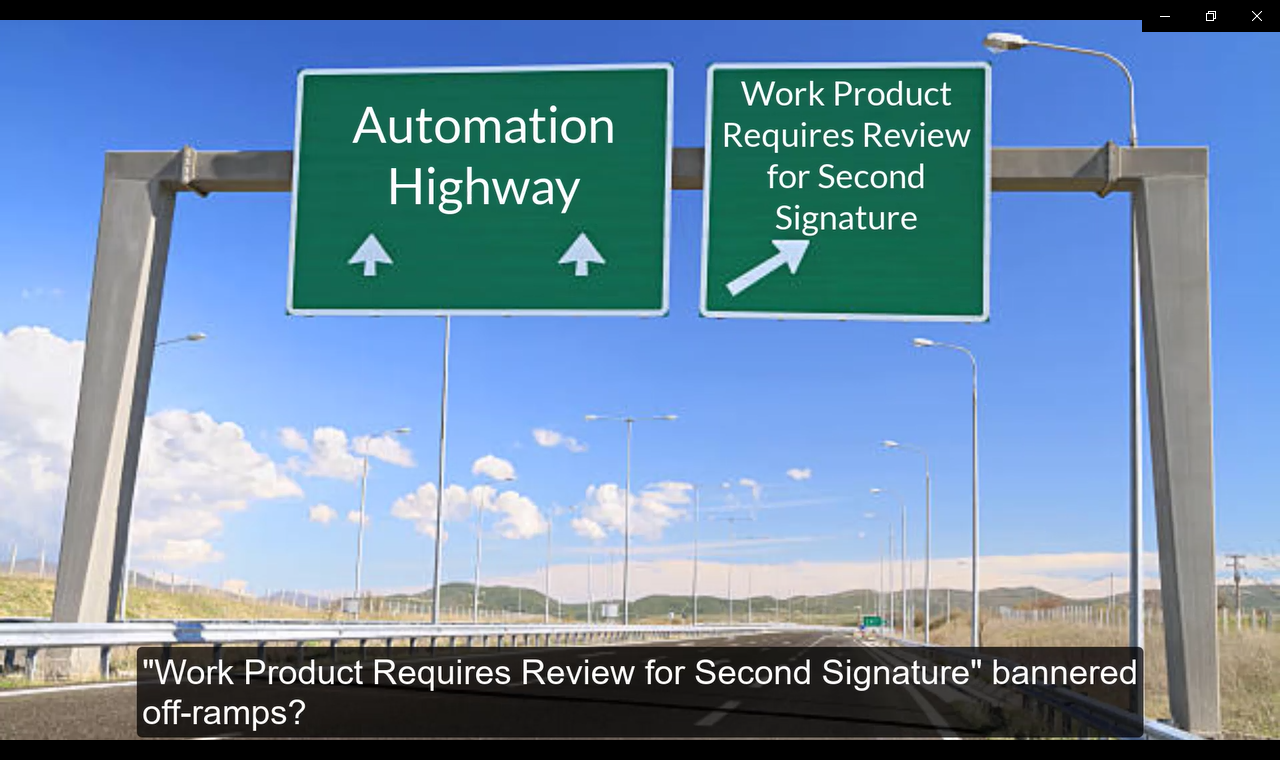 Automation
Highway
Work Product
Requires Review
for Second
Signature
"Work Product Requires Review for Second Signature" bannered
off-ramps?